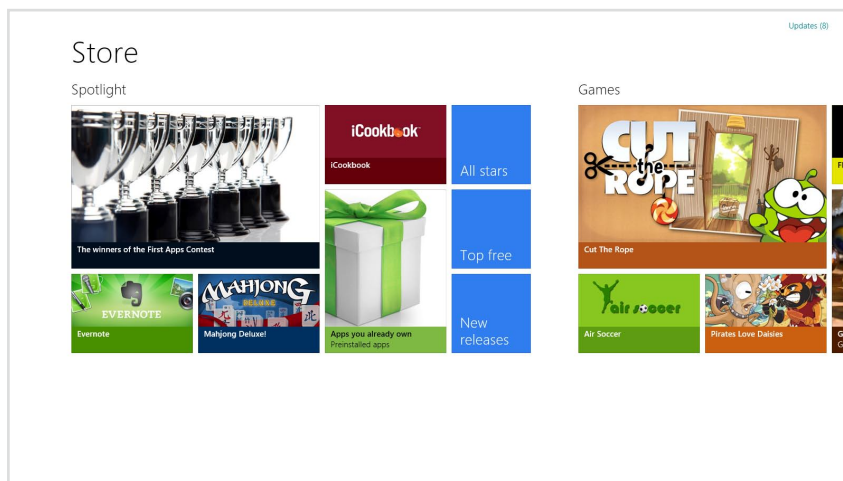 Updates (8)
Store
Spotlight
iCookbook
iCookbook
All stars
The winners of the First Apps Contest
Top free
EVERNOTE
Evernote
MAHJONG
DELUXE
Mahjong Deluxe!
Apps you already own
Preinstalled apps
New
releases
Games
CUT
the
ROPE
Cut The Rope
air soccer
Air Soccer
Pirates Love Daisies